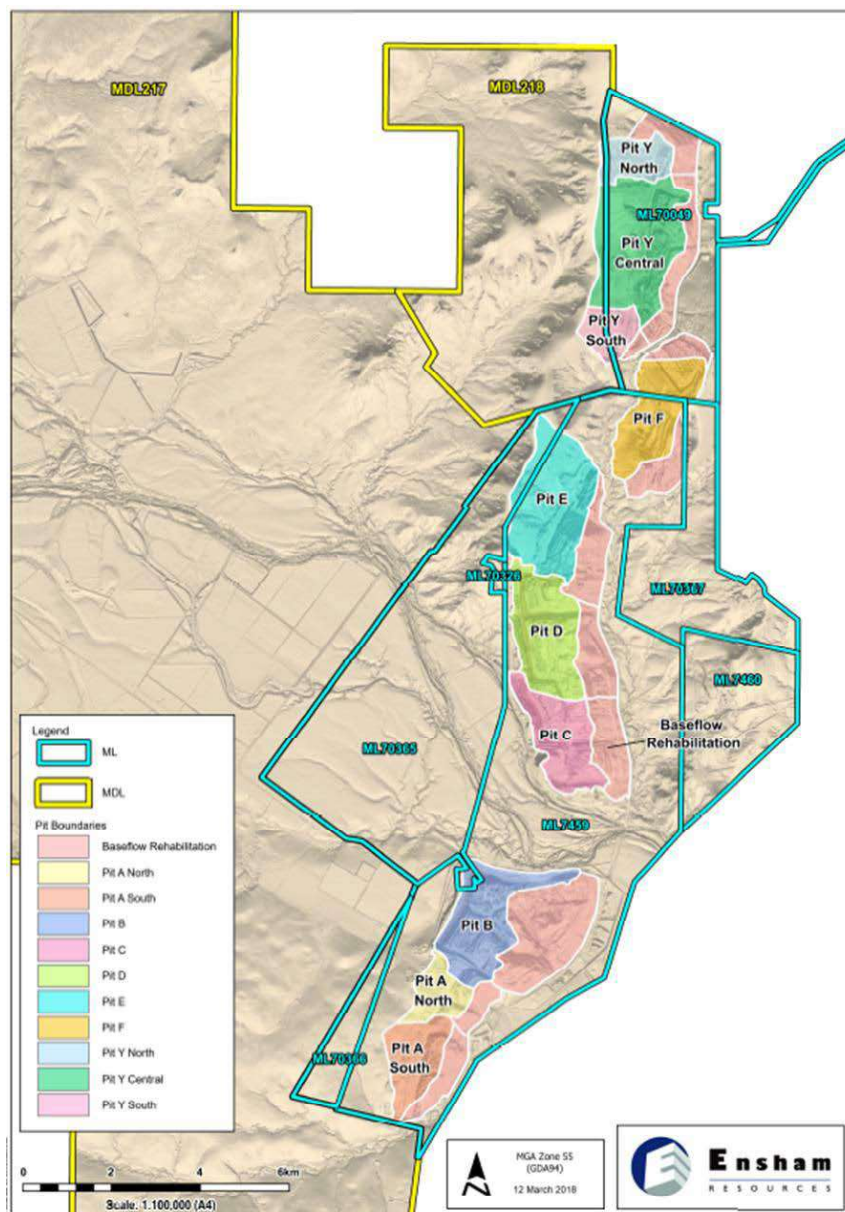 MDL217
MDL218
Pit Y
North
ML70049
Pit Y
Central
Pit Y
South
Pit F
Pit E
ML70326
ML70367
Pit D
ML7460
Baseflow
Rehabilitation
Pit C
ML70365
ML7459
Pit B
Pit A
North
ML70366
Pit A
South
Legend
ML
MDL
Pit Boundaries
Baseflow Rehabilitation
Pit A North
Pit A South
Pit B
Pit C
Pit D
Pit E
Pit F
Pit Y North
Pit Y Central
Pit Y South
0 2 4 6km
Scale: 1:100,000 (A4)
N
MGA Zone 55
(GDA94)
12 March 2018
Ensham
RESOURCES